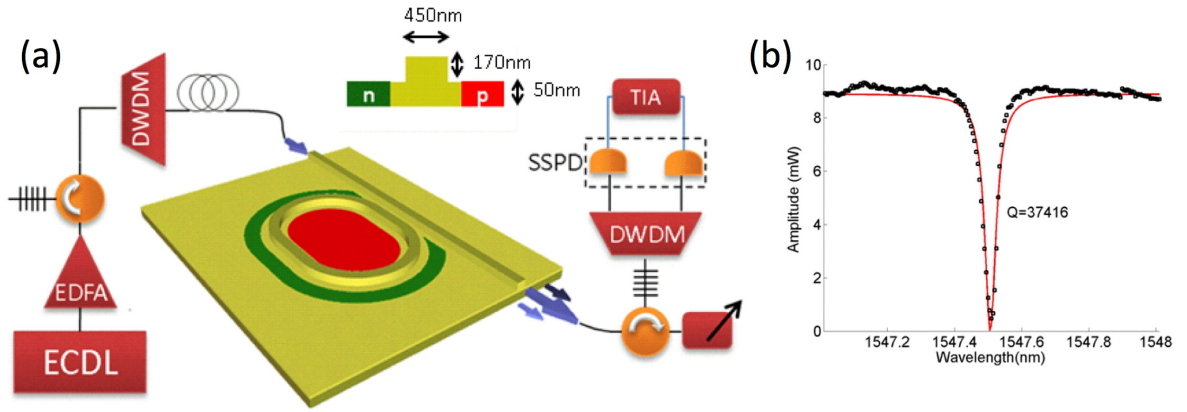 (a)
450nm
170nm
50nm
n
p
DWDM
EDFA
ECDL
TIA
SSPD
DWDM
(b)
10
8
6
4
2
0
Amplitude (mW)
Q=37416
1547.2
1547.4
1547.6
1547.8
1548
Wavelength(nm)